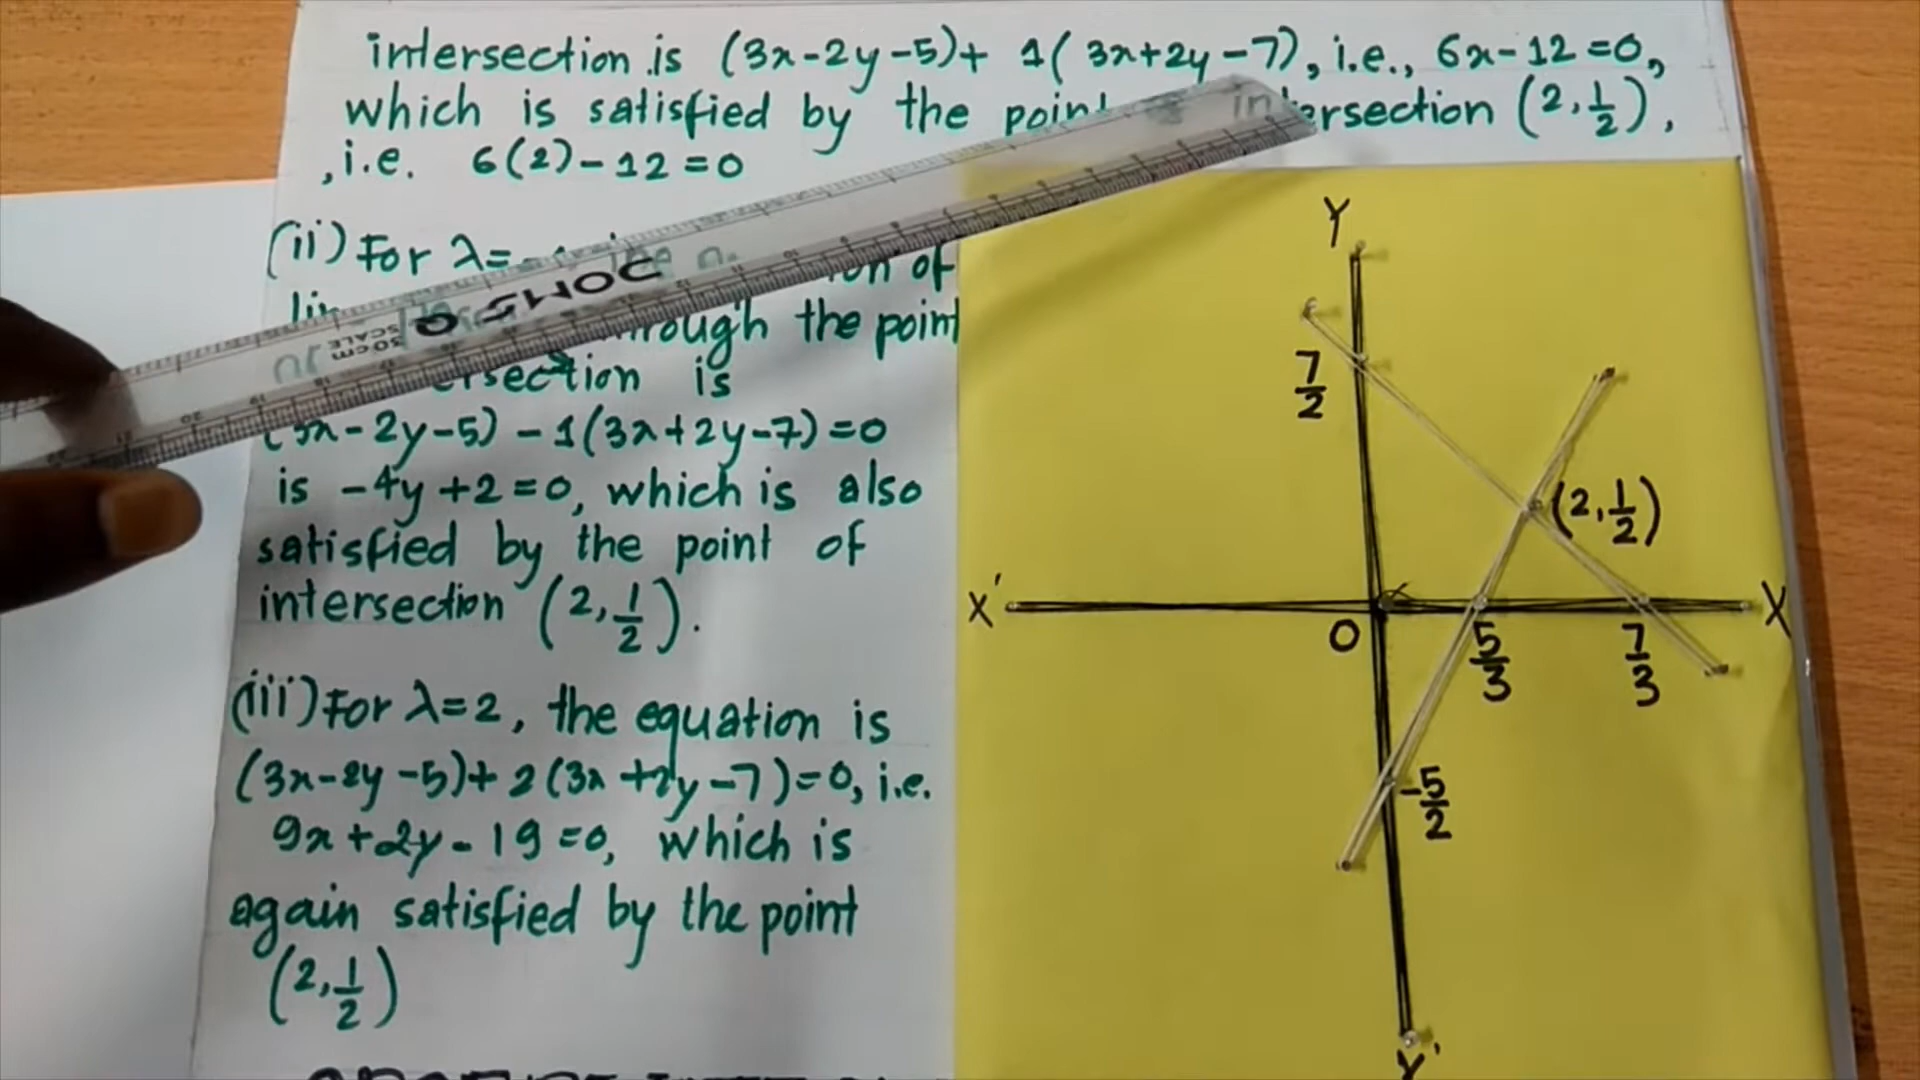 intersection is (3x-2y-5)+ 1(3x+2y-7), i.e., 6x-12=0,
which is satisfied by the point intersection (2,1/2),
,i.e. 6(2)-12=0
(ii) For λ=
of
through the point
is
(3x-2y-5) -1(3x+2y-7)=0
is -4y+2=0, which is also
satisfied by the point of
intersection (2,1/2).
(iii) For λ=2, the equation is
(3x-2y-5)+2(3x+2y-7)=0, i.e.
9x+2y-19=0, which is
again satisfied by the point
(2,1/2)
DOMS
30cm
SCALE
Y
7/2
(2,1/2)
X'
X
O
5/3
7/3
-5/2
Y'